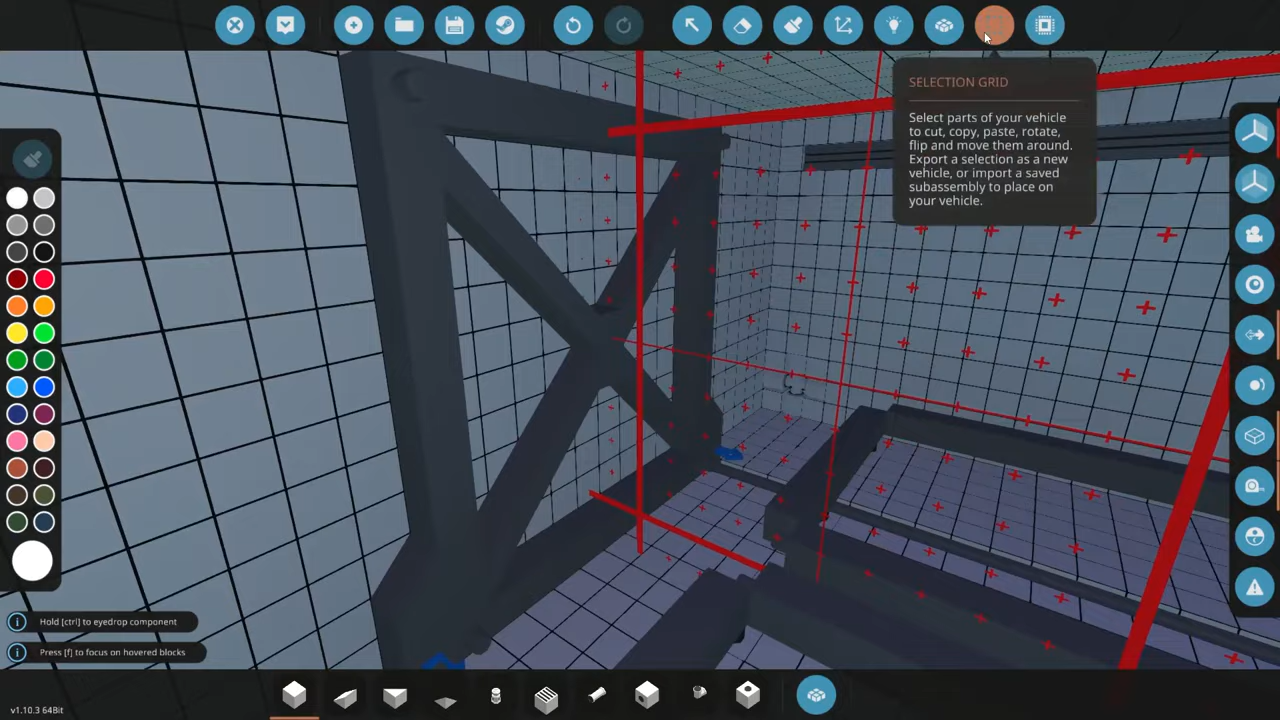 SELECTION GRID
Select parts of your vehicle
to cut, copy, paste, rotate,
flip and move them around.
Export a selection as a new
vehicle, or import a saved
subassembly to place on
your vehicle.
Hold [ctrl] to eyedrop component
Press [f] to focus on hovered blocks
v1.10.3 64Bit